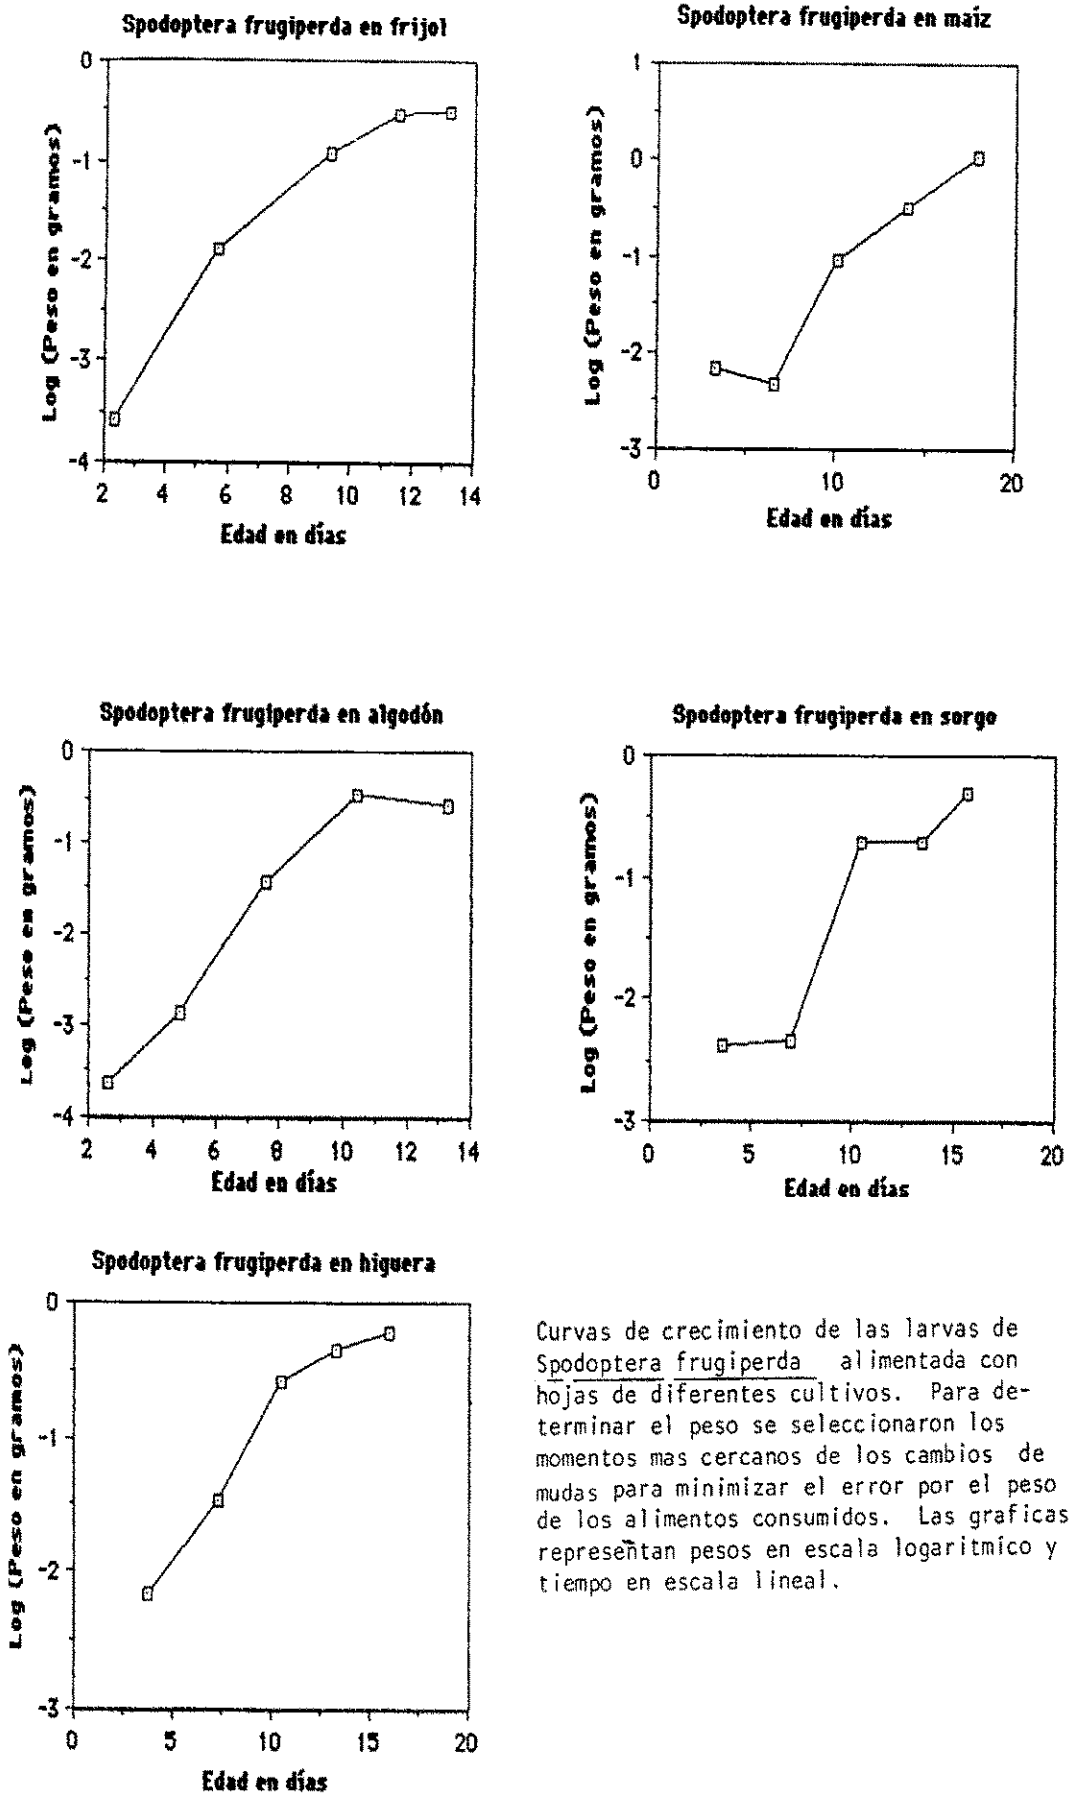 Spodoptera frugiperda en frijol
0
-1
-2
-3
-4
Log (Peso en gramos)
2 4 6 8 10 12 14
Edad en días
Spodoptera frugiperda en maíz
1
0
-1
-2
-3
Log (Peso en gramos)
0 10 20
Edad en días
Spodoptera frugiperda en algodón
0
-1
-2
-3
-4
Log (Peso en gramos)
2 4 6 8 10 12 14
Edad en días
Spodoptera frugiperda en sorgo
0
-1
-2
-3
Log (Peso en gramos)
0 5 10 15 20
Edad en días
Spodoptera frugiperda en higuera
0
-1
-2
-3
Log (Peso en gramos)
0 5 10 15 20
Edad en días
Curvas de crecimiento de las larvas de
Spodoptera frugiperda alimentada con
hojas de diferentes cultivos. Para de-
terminar el peso se seleccionaron los
momentos mas cercanos de los cambios de
mudas para minimizar el error por el peso
de los alimentos consumidos. Las graficas
representan pesos en escala logaritmico y
tiempo en escala lineal.